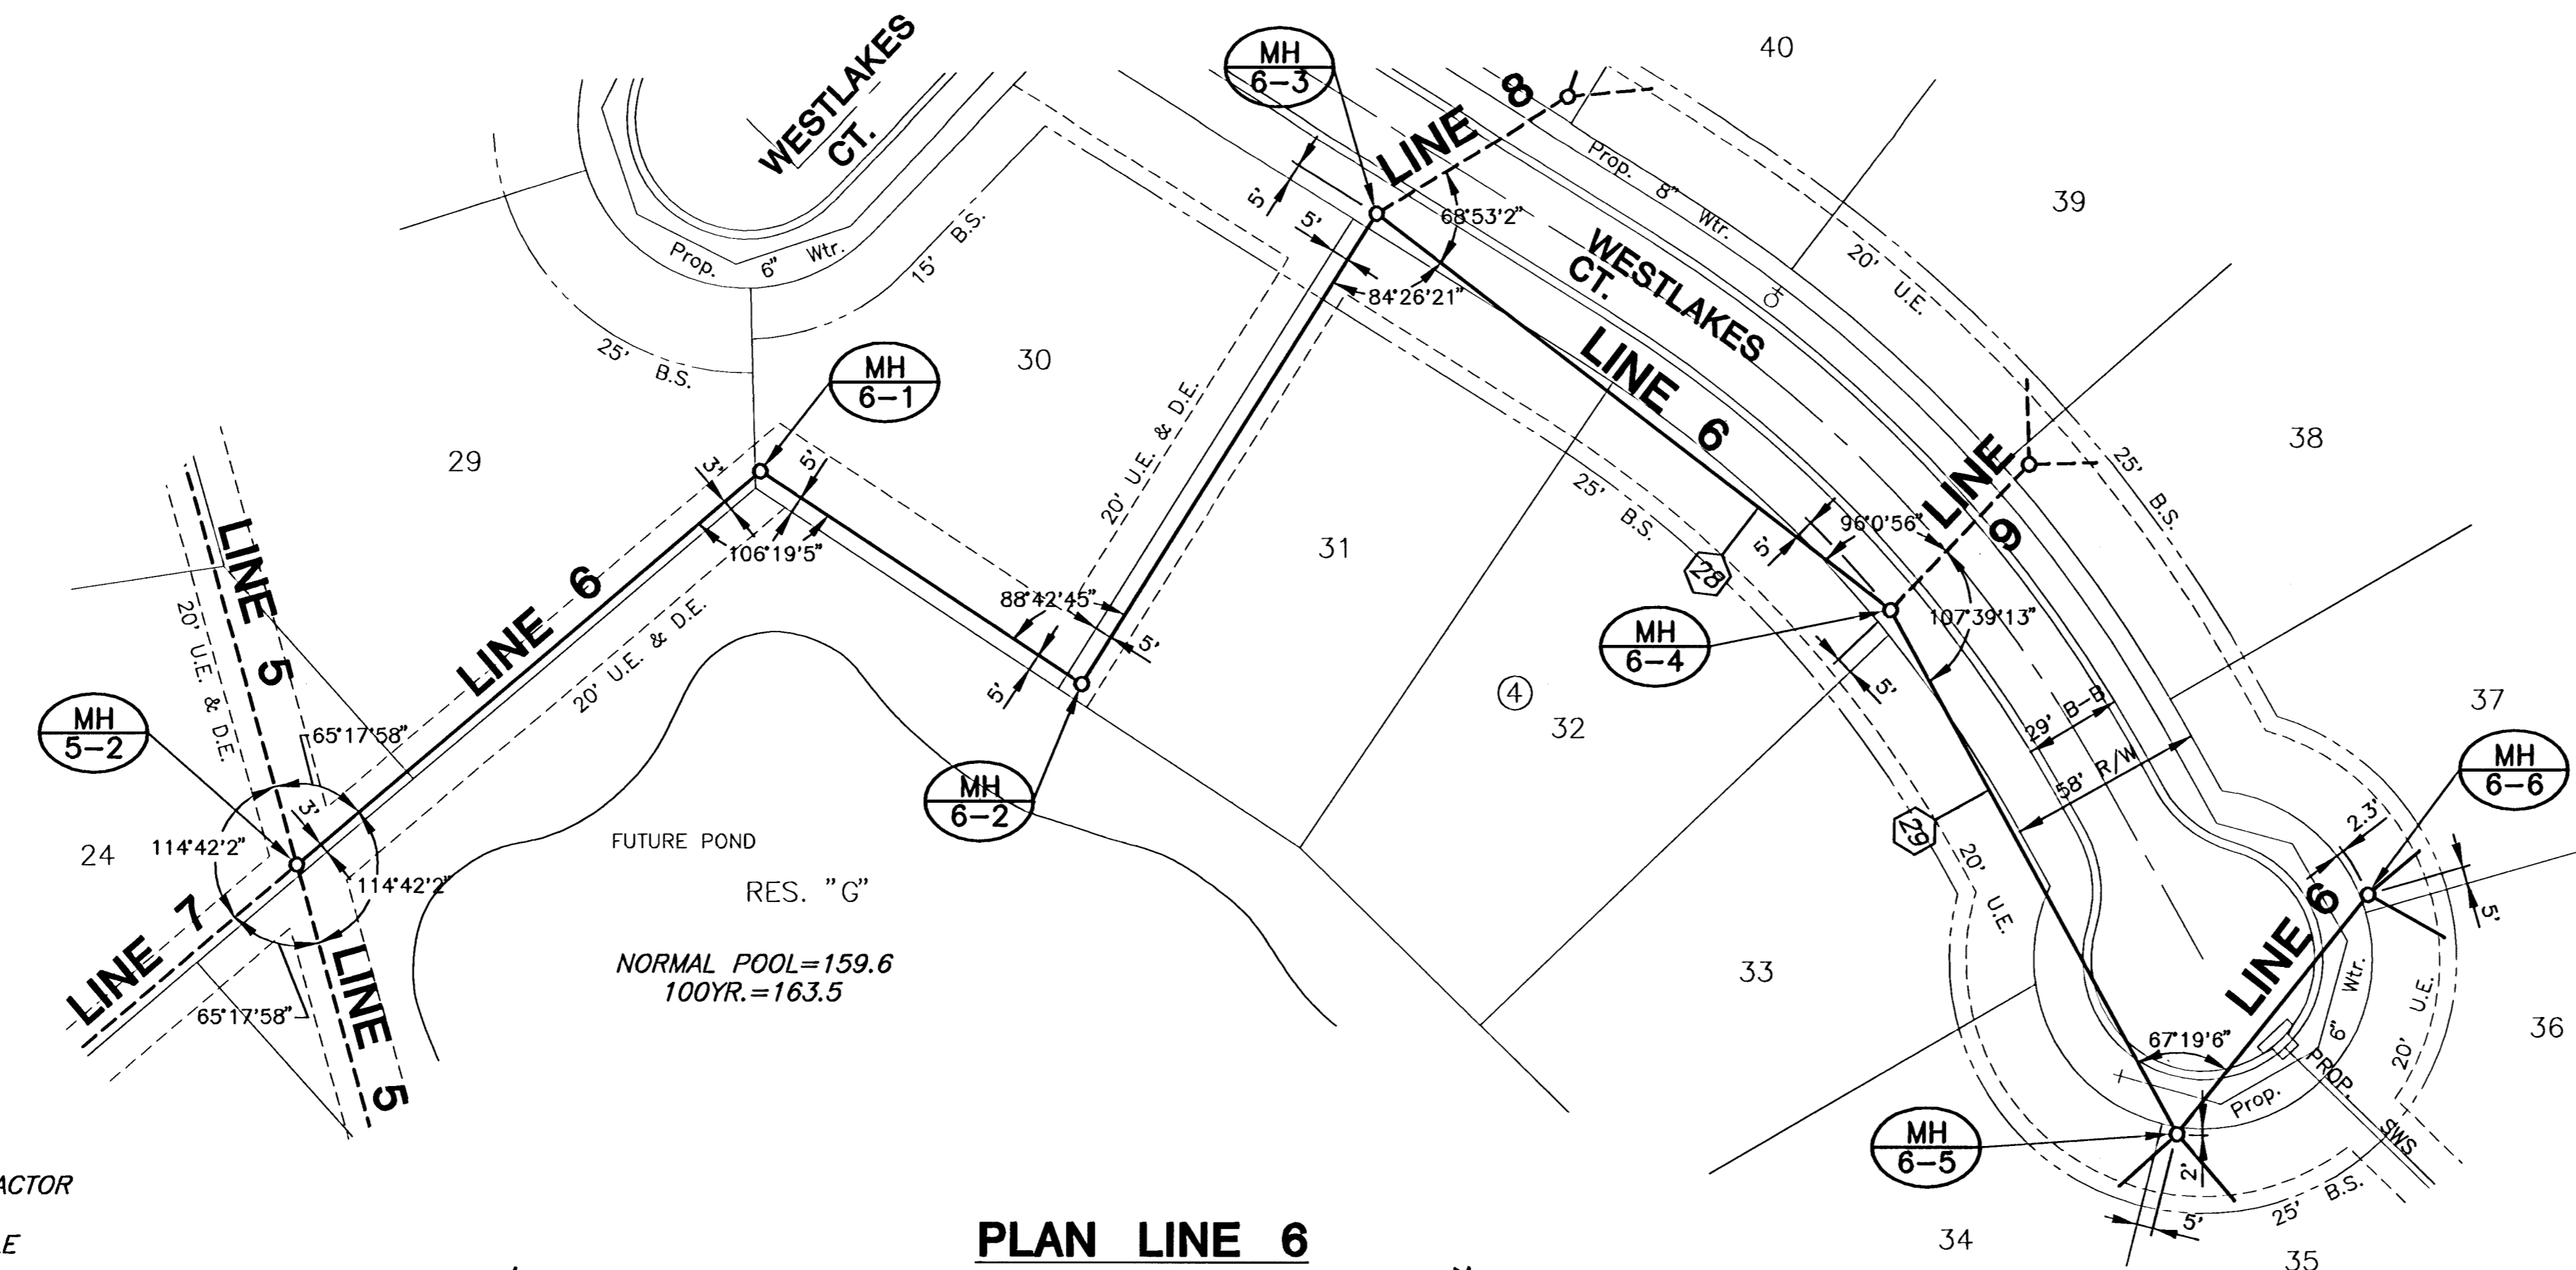 WESTLAKES
CT.
MH
6-3
LINE 8
40
39
38
37
36
35
34
33
32
31
30
29
24
Prop. 8" Wtr.
Prop. 6" Wtr.
15' B.S.
25' B.S.
5'
5'
68°53'2"
84°26'21"
WESTLAKES
CT.
20' U.E.
LINE 6
MH
6-1
3'
5'
106°19'5"
20' U.E. & D.E.
88°42'45"
5'
5'
25' B.S.
28
5'
96°0'56"
LINE 9
25' B.S.
107°39'13"
MH
6-4
5'
4
29' B-B
58' R/W
29
20' U.E.
MH
6-6
2.3'
5'
LINE 5
20' U.E. & D.E.
LINE 6
20' U.E. & D.E.
MH
5-2
65°17'58"
3'
114°42'2"
114°42'2"
65°17'58"
LINE 7
LINE 5
MH
6-2
FUTURE POND
RES. "G"
NORMAL POOL=159.6
100YR.=163.5
LINE 6
67°19'6"
Prop. 6" Wtr.
20' U.E.
PROP. SWS
MH
6-5
2'
5'
25' B.S.
ACTOR
PLAN LINE 6